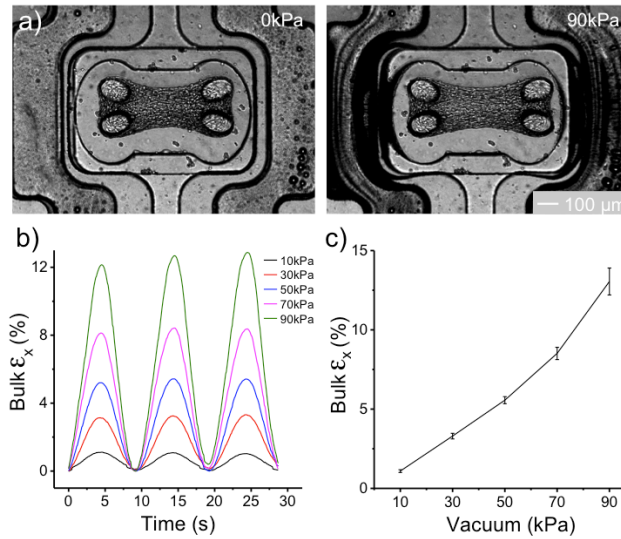 a)
0kPa
90kPa
100 µm
b)
Bulk εx (%)
12
8
4
0
10kPa
30kPa
50kPa
70kPa
90kPa
0 5 10 15 20 25 30
Time (s)
c)
Bulk εx (%)
15
10
5
0
10 30 50 70 90
Vacuum (kPa)